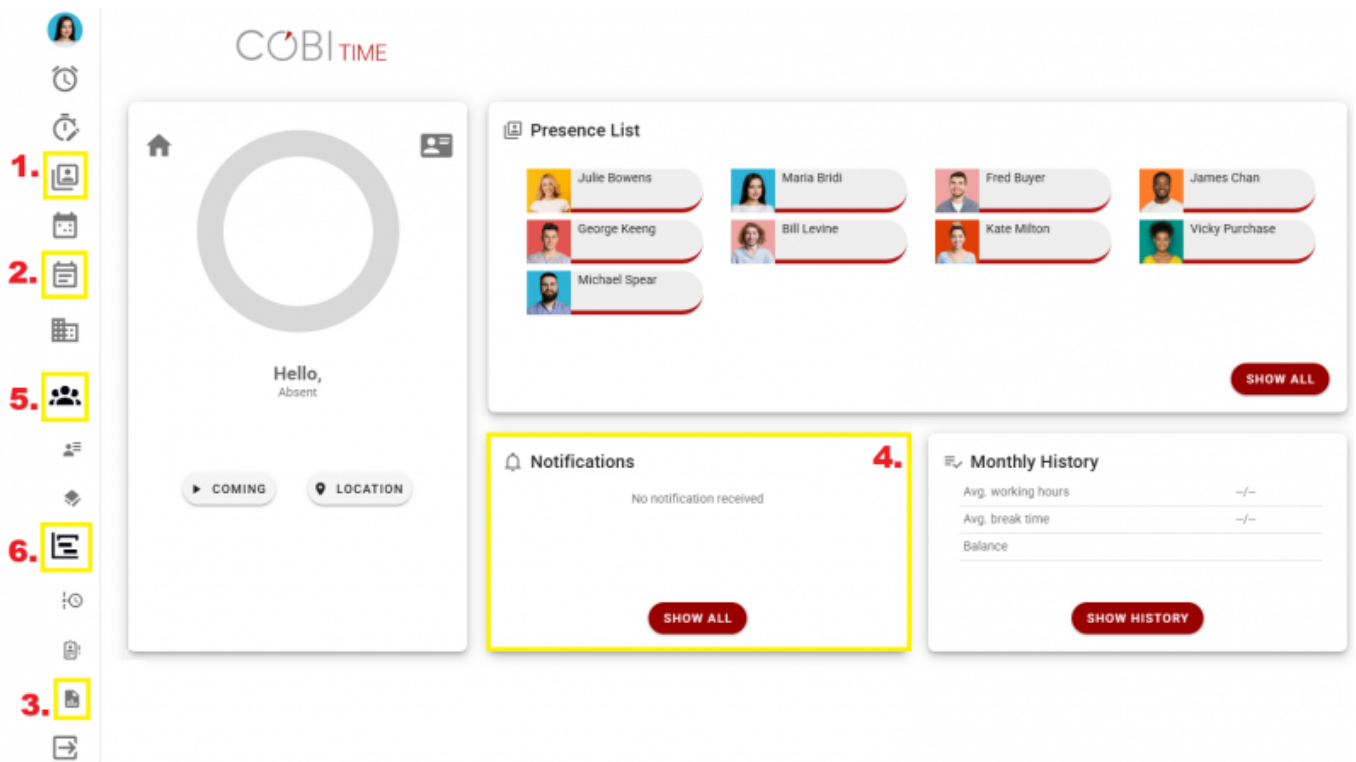 COBI TIME
1.
2.
5.
6.
3.
Hello,
Absent
COMING
LOCATION
Presence List
Julie Bowens
Maria Bridi
Fred Buyer
James Chan
George Keeng
Bill Levine
Kate Milton
Vicky Purchase
Michael Spear
SHOW ALL
Notifications
4.
No notification received
SHOW ALL
Monthly History
Avg. working hours --/--
Avg. break time --/--
Balance
SHOW HISTORY